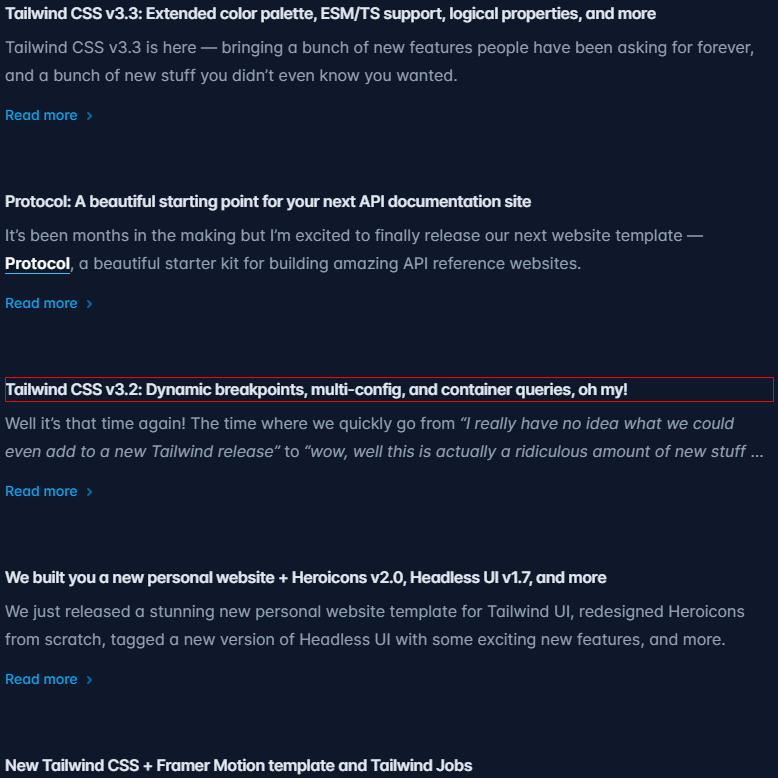 Tailwind CSS v3.3: Extended color palette, ESM/TS support, logical properties, and more
Tailwind CSS v3.3 is here — bringing a bunch of new features people have been asking for forever,
and a bunch of new stuff you didn’t even know you wanted.
Read more
Protocol: A beautiful starting point for your next API documentation site
It’s been months in the making but I’m excited to finally release our next website template —
Protocol, a beautiful starter kit for building amazing API reference websites.
Read more
Tailwind CSS v3.2: Dynamic breakpoints, multi-config, and container queries, oh my!
Well it’s that time again! The time where we quickly go from “I really have no idea what we could
even add to a new Tailwind release” to “wow, well this is actually a ridiculous amount of new stuff ...
Read more
We built you a new personal website + Heroicons v2.0, Headless UI v1.7, and more
We just released a stunning new personal website template for Tailwind UI, redesigned Heroicons
from scratch, tagged a new version of Headless UI with some exciting new features, and more.
Read more
New Tailwind CSS + Framer Motion template and Tailwind Jobs